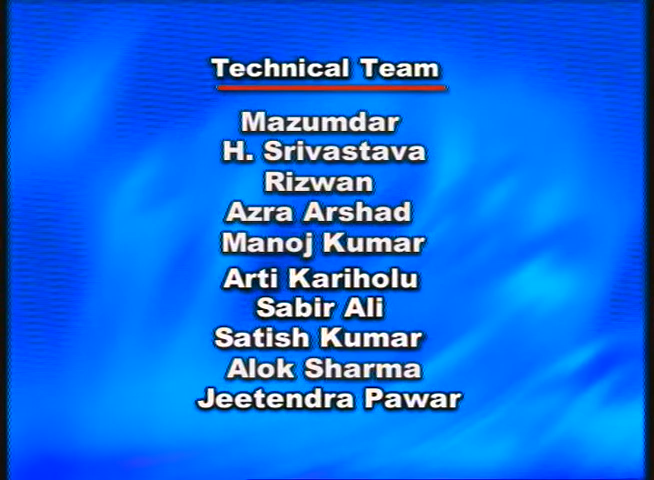 Technical Team
Mazumdar
H. Srivastava
Rizwan
Azra Arshad
Manoj Kumar
Arti Kariholu
Sabir Ali
Satish Kumar
Alok Sharma
Jeetendra Pawar